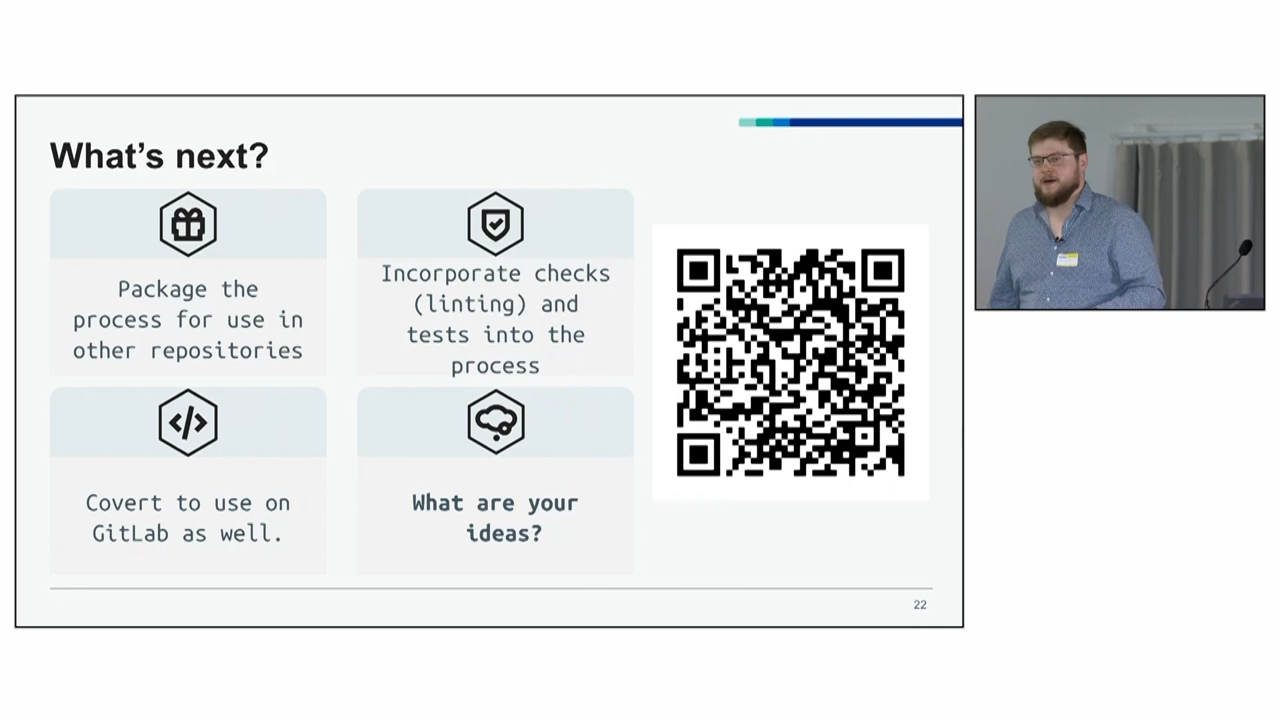 What's next?
Package the
process for use in
other repositories
Incorporate checks
(linting) and
tests into the
process
</>
Covert to use on
GitLab as well.
What are your
ideas?
22